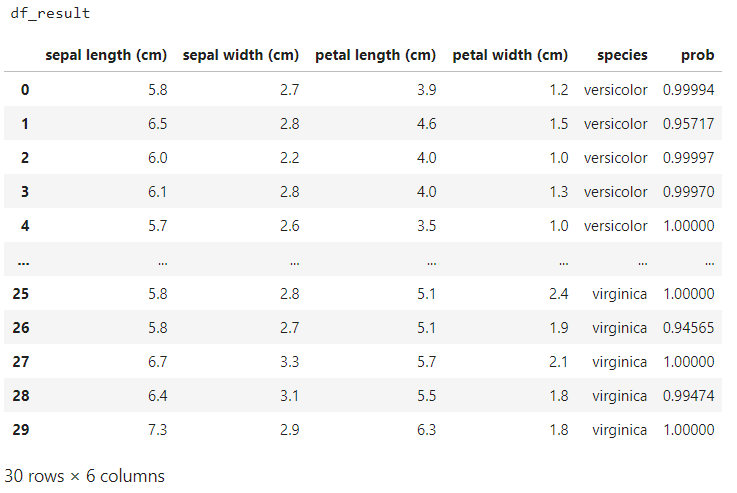 df_result
sepal length (cm) sepal width (cm) petal length (cm) petal width (cm) species prob
0 5.8 2.7 3.9 1.2 versicolor 0.99994
1 6.5 2.8 4.6 1.5 versicolor 0.95717
2 6.0 2.2 4.0 1.0 versicolor 0.99997
3 6.1 2.8 4.0 1.3 versicolor 0.99970
4 5.7 2.6 3.5 1.0 versicolor 1.00000
... ... ... ... ... ... ...
25 5.8 2.8 5.1 2.4 virginica 1.00000
26 5.8 2.7 5.1 1.9 virginica 0.94565
27 6.7 3.3 5.7 2.1 virginica 1.00000
28 6.4 3.1 5.5 1.8 virginica 0.99474
29 7.3 2.9 6.3 1.8 virginica 1.00000
30 rows × 6 columns